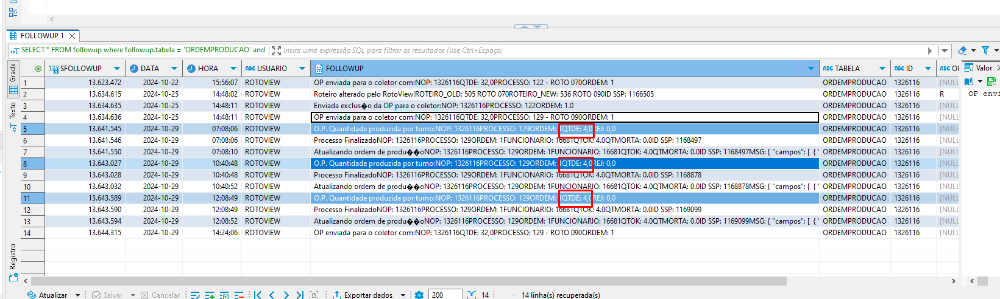 FOLLOWUP 1
SELECT * FROM followup where followup.tabela = 'ORDEMPRODUCAO' and Insira uma expressão SQL para filtrar os resultados (use Ctrl+Espaço)
Grade
Texto
Registro
123 SFOLLOWUP DATA HORA ABC USUARIO FOLLOWUP ABC TABELA ABC ID ABC Valor
1 13.623.472 2024-10-22 15:56:07 ROTOVIEW OP enviada para o coletor com:NOP: 1326116QTDE: 32,0PROCESSO: 122 - ROTO 070ORDEM: 1 ORDEMPRODUCAO 1326116 [NULL
2 13.634.615 2024-10-25 14:48:02 ROTOVIEW Roteiro alterado pelo RotoView!ROTEIRO_OLD: 505 ROTO 070ROTEIRO_NEW: 536 ROTO 090ID SSP: 1166505 ORDEMPRODUCAO 1326116 R
OP envi
3 13.634.635 2024-10-25 14:48:11 ROTOVIEW Enviada exclus�o da OP para o coletor:NOP: 1326116PROCESSO: 122ORDEM: 1.0 ORDEMPRODUCAO 1326116 [NULL
4 13.634.636 2024-10-25 14:48:11 ROTOVIEW OP enviada para o coletor com:NOP: 1326116QTDE: 32,0PROCESSO: 129 - ROTO 090ORDEM: 1 ORDEMPRODUCAO 1326116 [NULL
5 13.641.545 2024-10-29 07:08:06 ROTOVIEW O.P. Quantidade produzida por turno:NOP: 1326116PROCESSO: 129ORDEM: 1QTDE: 4,0REJ: 0,0 ORDEMPRODUCAO 1326116 [NULL
6 13.641.546 2024-10-29 07:08:06 ROTOVIEW Processo FinalizadoNOP: 1326116PROCESSO: 129ORDEM: 1FUNCIONARIO: 16681QTOK: 4.0QTMORTA: 0.0ID SSP: 1168497 ORDEMPRODUCAO 1326116 [NULL
7 13.641.550 2024-10-29 07:08:10 ROTOVIEW Atualizando ordem de produ��oNOP: 1326116PROCESSO: 129ORDEM: 1FUNCIONARIO: 16681QTOK: 4.0QTMORTA: 0.0ID SSP: 1168497MSG: { "campos": [ { " ORDEMPRODUCAO 1326116 [NULL
8 13.643.027 2024-10-29 10:40:48 ROTOVIEW O.P. Quantidade produzida por turno:NOP: 1326116PROCESSO: 129ORDEM: 1QTDE: 4,0REJ: 0,0 ORDEMPRODUCAO 1326116 [NULL
9 13.643.028 2024-10-29 10:40:48 ROTOVIEW Processo FinalizadoNOP: 1326116PROCESSO: 129ORDEM: 1FUNCIONARIO: 16681QTOK: 4.0QTMORTA: 0.0ID SSP: 1168878 ORDEMPRODUCAO 1326116 [NULL
10 13.643.032 2024-10-29 10:40:52 ROTOVIEW Atualizando ordem de produ��oNOP: 1326116PROCESSO: 129ORDEM: 1FUNCIONARIO: 16681QTOK: 4.0QTMORTA: 0.0ID SSP: 1168878MSG: { "campos": [ { " ORDEMPRODUCAO 1326116 [NULL
11 13.643.589 2024-10-29 12:08:49 ROTOVIEW O.P. Quantidade produzida por turno:NOP: 1326116PROCESSO: 129ORDEM: 1QTDE: 4,0REJ: 0,0 ORDEMPRODUCAO 1326116 [NULL
12 13.643.590 2024-10-29 12:08:49 ROTOVIEW Processo FinalizadoNOP: 1326116PROCESSO: 129ORDEM: 1FUNCIONARIO: 16681QTOK: 4.0QTMORTA: 0.0ID SSP: 1169099 ORDEMPRODUCAO 1326116 [NULL
13 13.643.594 2024-10-29 12:08:52 ROTOVIEW Atualizando ordem de produ��oNOP: 1326116PROCESSO: 129ORDEM: 1FUNCIONARIO: 16681QTOK: 4.0QTMORTA: 0.0ID SSP: 1169099MSG: { "campos": [ { " ORDEMPRODUCAO 1326116 [NULL
14 13.644.315 2024-10-29 14:24:06 ROTOVIEW OP enviada para o coletor com:NOP: 1326116QTDE: 32,0PROCESSO: 129 - ROTO 090ORDEM: 1 ORDEMPRODUCAO 1326116 [NULL
Atualizar Salvar Cancelar Exportar dados 200 14 14 linha(s) recuperada(s)